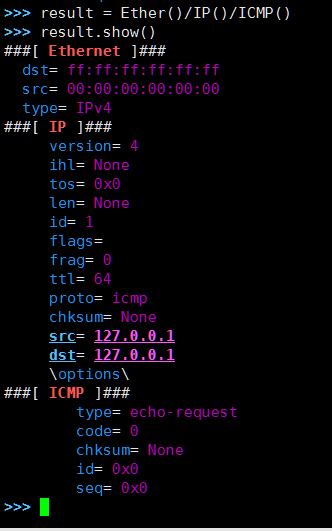 >>> result = Ether()/IP()/ICMP()
>>> result.show()
###[ Ethernet ]###
  dst= ff:ff:ff:ff:ff:ff
  src= 00:00:00:00:00:00
  type= IPv4
###[ IP ]###
     version= 4
     ihl= None
     tos= 0x0
     len= None
     id= 1
     flags=
     frag= 0
     ttl= 64
     proto= icmp
     chksum= None
     src= 127.0.0.1
     dst= 127.0.0.1
     \options\
###[ ICMP ]###
        type= echo-request
        code= 0
        chksum= None
        id= 0x0
        seq= 0x0
>>>